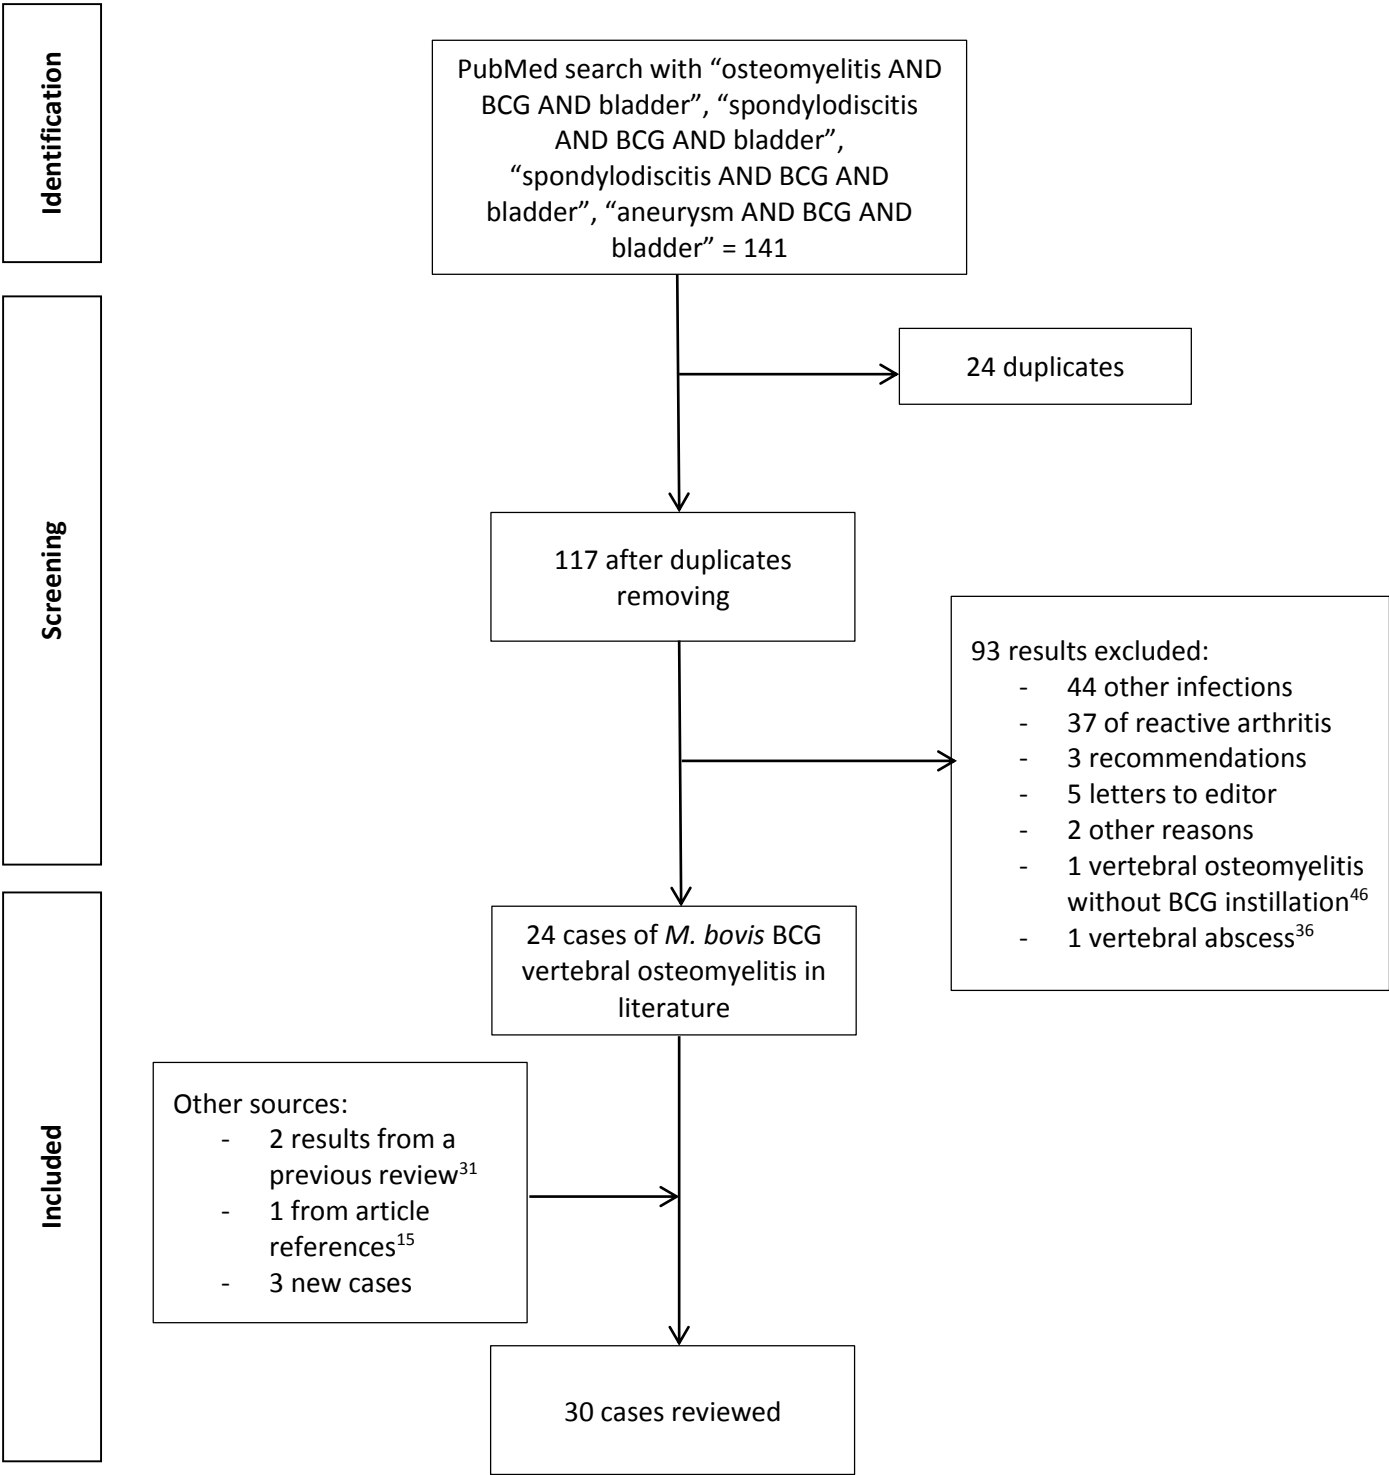 Identification
PubMed search with “osteomyelitis AND
BCG AND bladder”, “spondylodiscitis
AND BCG AND bladder”,
“spondylodiscitis AND BCG AND
bladder”, “aneurysm AND BCG AND
bladder” = 141
Screening
24 duplicates
117 after duplicates
removing
93 results excluded:
- 44 other infections
- 37 of reactive arthritis
- 3 recommendations
- 5 letters to editor
- 2 other reasons
- 1 vertebral osteomyelitis
without BCG instillation46
- 1 vertebral abscess36
Included
24 cases of M. bovis BCG
vertebral osteomyelitis in
literature
Other sources:
- 2 results from a
previous review31
- 1 from article
references15
- 3 new cases
30 cases reviewed